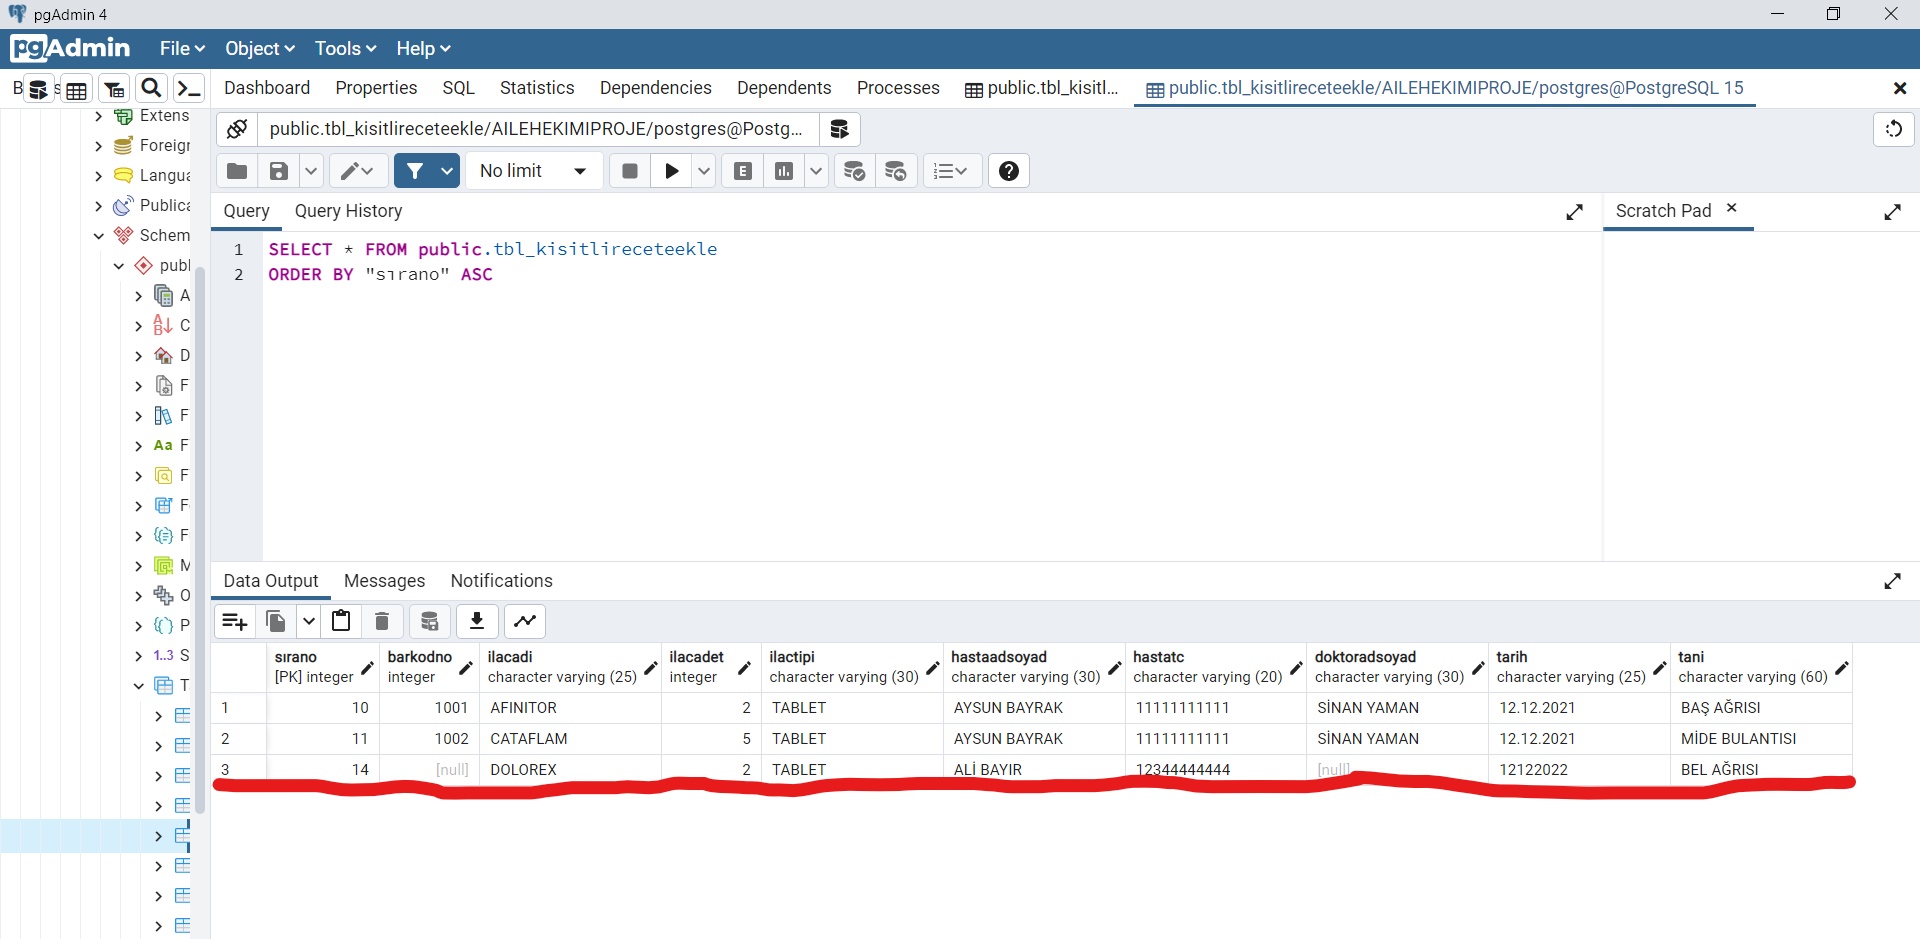 pgAdmin 4
pgAdmin File Object Tools Help
Dashboard Properties SQL Statistics Dependencies Dependents Processes public.tbl_kisitl... public.tbl_kisitlireceteekle/AILEHEKIMIPROJE/postgres@PostgreSQL 15
Extens
Foreign
Langua
Publica
Schem
publ
A
C
D
F
F
Aa F
F
F
F
M
O
P
1..3 S
T
public.tbl_kisitlireceteekle/AILEHEKIMIPROJE/postgres@Postg...
No limit E
Query Query History Scratch Pad
1 SELECT * FROM public.tbl_kisitlireceteekle
2 ORDER BY "sırano" ASC
Data Output Messages Notifications
sırano barkodno ilacadi ilacadet ilactipi hastaadsoyad hastatc doktoradsoyad tarih tani
[PK] integer integer character varying (25) integer character varying (30) character varying (30) character varying (20) character varying (30) character varying (25) character varying (60)
1 10 1001 AFINITOR 2 TABLET AYSUN BAYRAK 11111111111 SİNAN YAMAN 12.12.2021 BAŞ AĞRISI
2 11 1002 CATAFLAM 5 TABLET AYSUN BAYRAK 11111111111 SİNAN YAMAN 12.12.2021 MİDE BULANTISI
3 14 [null] DOLOREX 2 TABLET ALİ BAYIR 12344444444 [null] 12122022 BEL AĞRISI